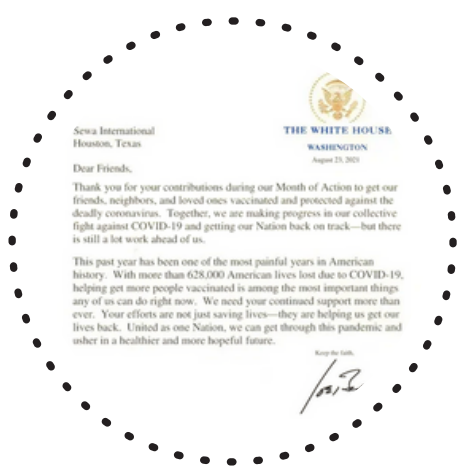 THE WHITE HOUSE
WASHINGTON
August 23, 2021
Sewa International
Houston, Texas
Dear Friends,
Thank you for your contributions during our Month of Action to get our
friends, neighbors, and loved ones vaccinated and protected against the
deadly coronavirus. Together, we are making progress in our collective
fight against COVID-19 and getting our Nation back on track—but there
is still a lot work ahead of us.
This past year has been one of the most painful years in American
history. With more than 628,000 American lives lost due to COVID-19,
helping get more people vaccinated is among the most important things
any of us can do right now. We need your continued support more than
ever. Your efforts are not just saving lives—they are helping us get our
lives back. United as one Nation, we can get through this pandemic and
usher in a healthier and more hopeful future.
Keep the faith,